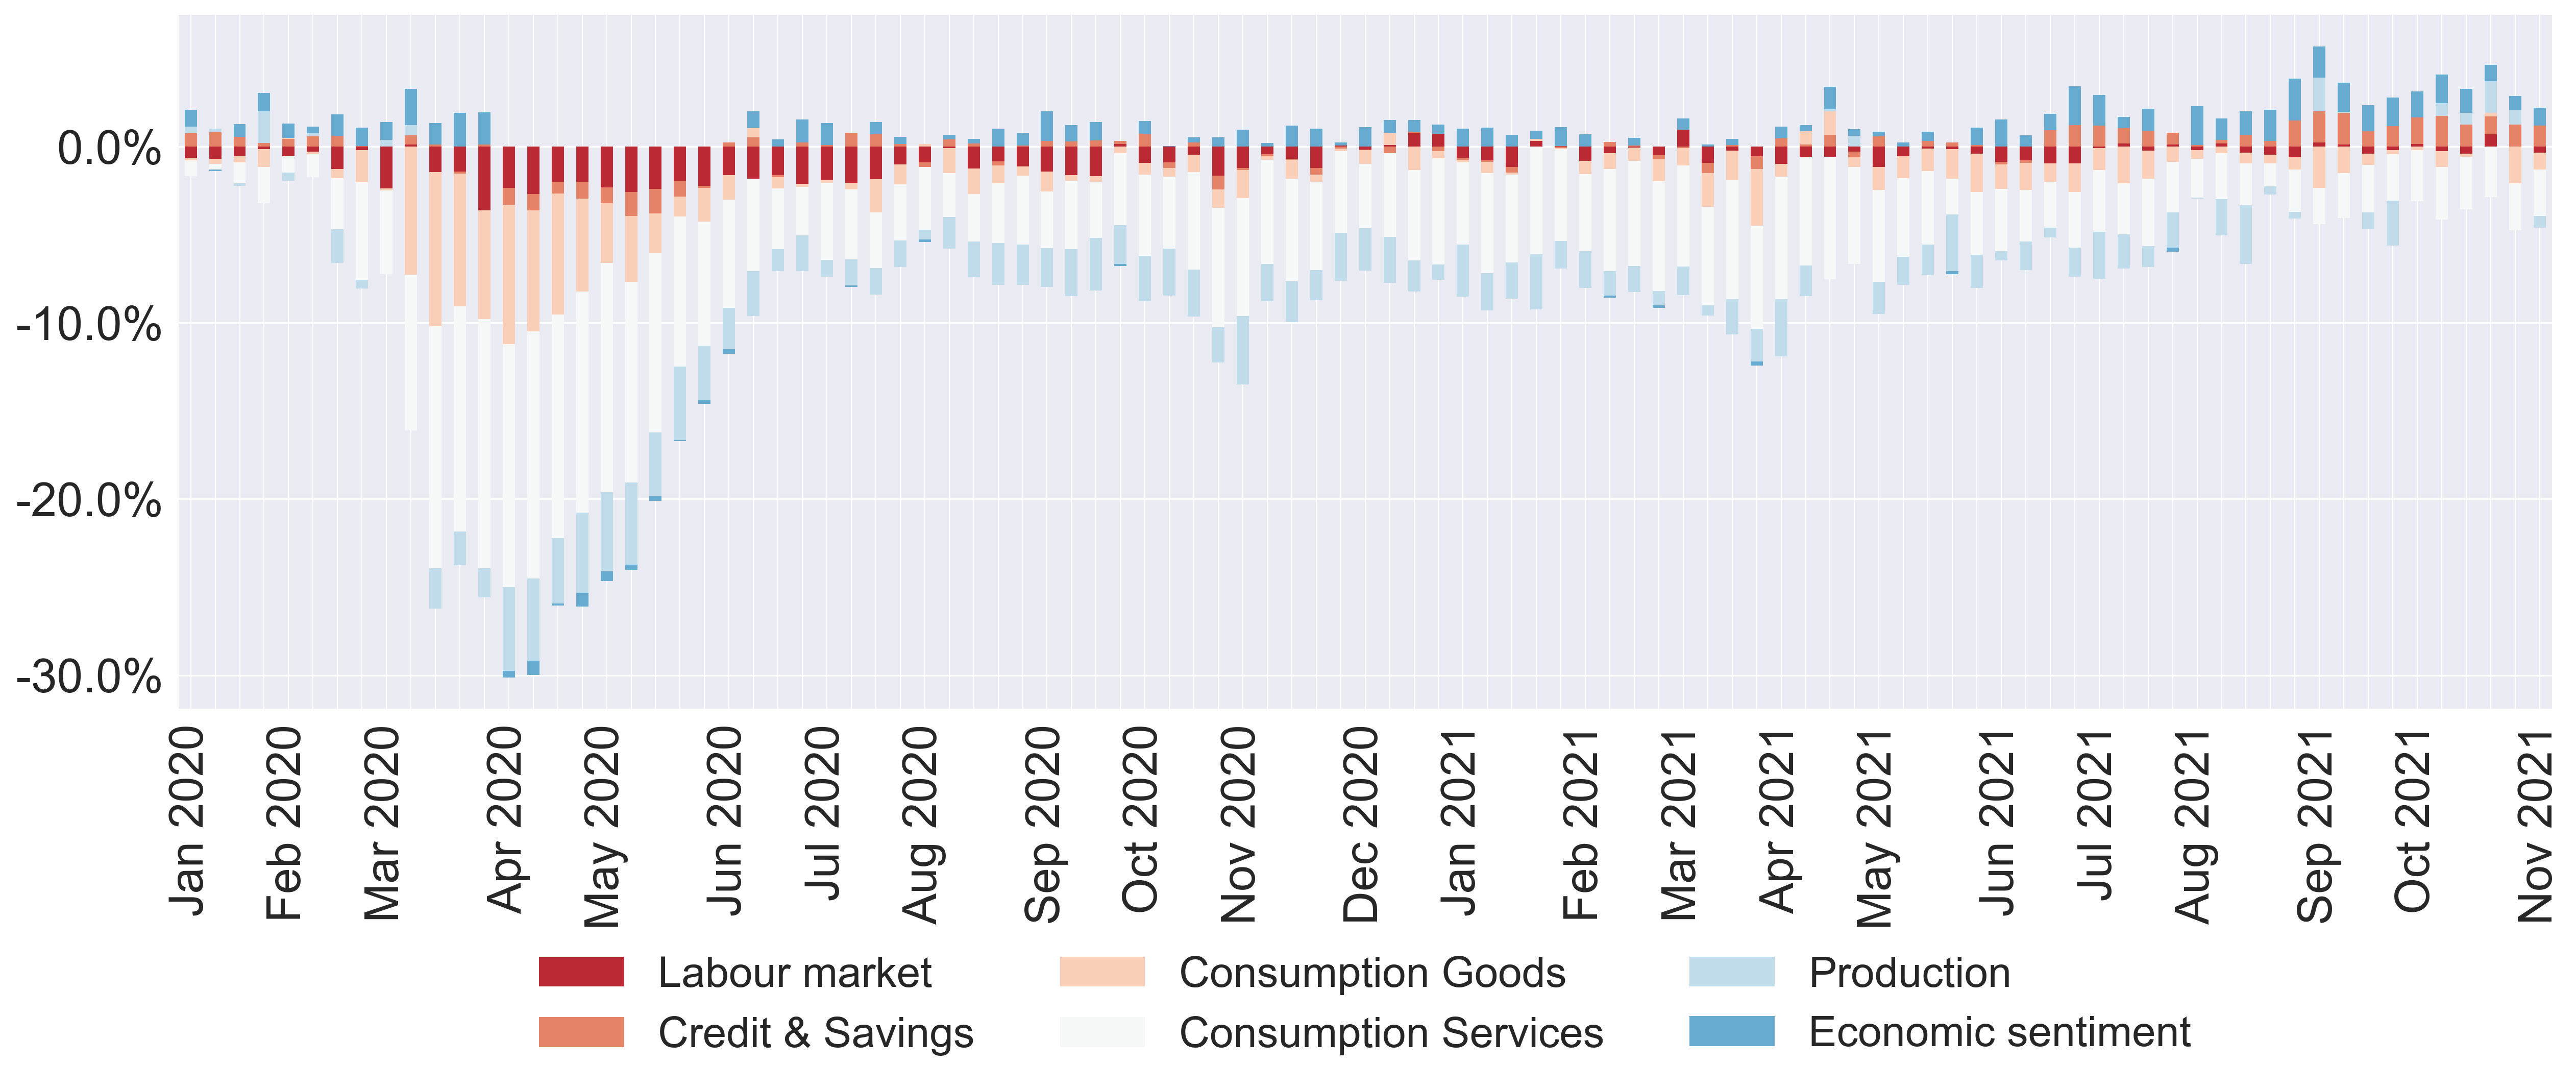 0.0%
-10.0%
-20.0%
-30.0%
Jan 2020
Feb 2020
Mar 2020
Apr 2020
May 2020
Jun 2020
Jul 2020
Aug 2020
Sep 2020
Oct 2020
Nov 2020
Dec 2020
Jan 2021
Feb 2021
Mar 2021
Apr 2021
May 2021
Jun 2021
Jul 2021
Aug 2021
Sep 2021
Oct 2021
Nov 2021
Labour market
Consumption Goods
Production
Credit & Savings
Consumption Services
Economic sentiment